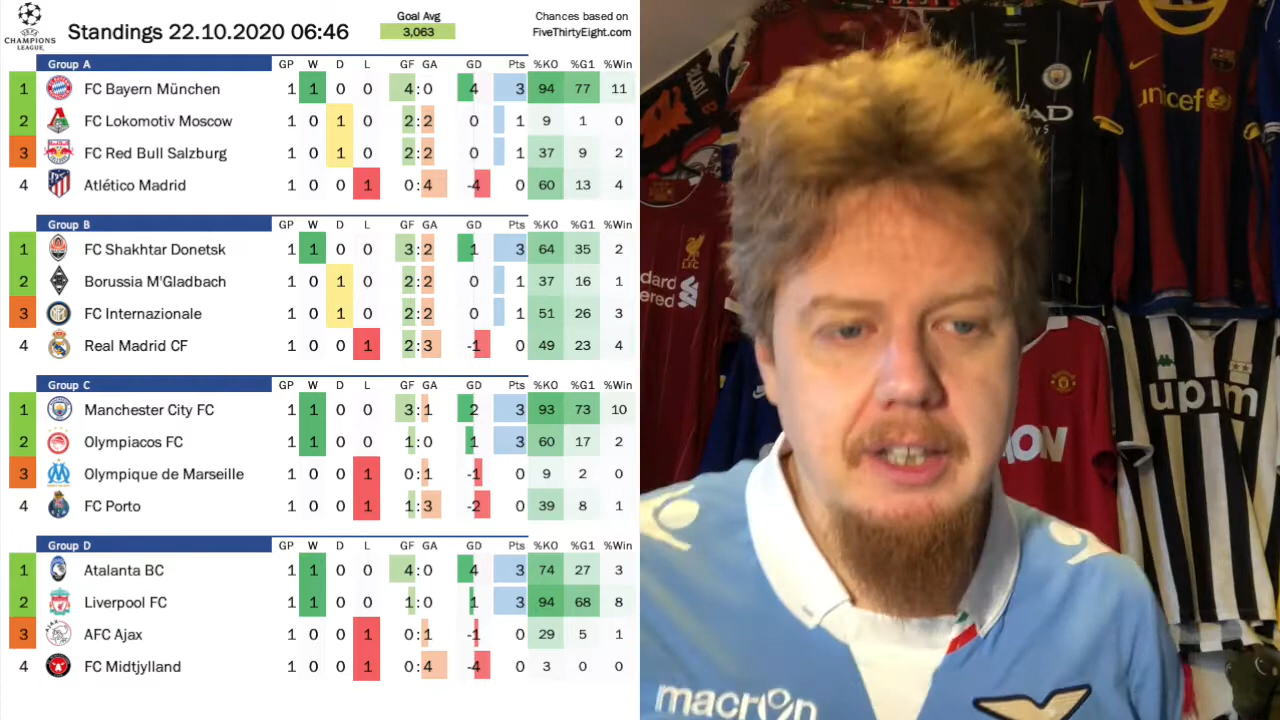 CHAMPIONS
LEAGUE
Standings 22.10.2020 06:46
Goal Avg
3,063
Chances based on
FiveThirtyEight.com
Group A GP W D L GF GA GD Pts %KO %G1 %Win
1 FC Bayern München 1 1 0 0 4:0 4 3 94 77 11
2 FC Lokomotiv Moscow 1 0 1 0 2:2 0 1 9 1 0
3 FC Red Bull Salzburg 1 0 1 0 2:2 0 1 37 9 2
4 Atlético Madrid 1 0 0 1 0:4 -4 0 60 13 4
Group B GP W D L GF GA GD Pts %KO %G1 %Win
1 FC Shakhtar Donetsk 1 1 0 0 3:2 1 3 64 35 2
2 Borussia M'Gladbach 1 0 1 0 2:2 0 1 37 16 1
3 FC Internazionale 1 0 1 0 2:2 0 1 51 26 3
4 Real Madrid CF 1 0 0 1 2:3 -1 0 49 23 4
Group C GP W D L GF GA GD Pts %KO %G1 %Win
1 Manchester City FC 1 1 0 0 3:1 2 3 93 73 10
2 Olympiacos FC 1 1 0 0 1:0 1 3 60 17 2
3 Olympique de Marseille 1 0 0 1 0:1 -1 0 9 2 0
4 FC Porto 1 0 0 1 1:3 -2 0 39 8 1
Group D GP W D L GF GA GD Pts %KO %G1 %Win
1 Atalanta BC 1 1 0 0 4:0 4 3 74 27 3
2 Liverpool FC 1 1 0 0 1:0 1 3 94 68 8
3 AFC Ajax 1 0 0 1 0:1 -1 0 29 5 1
4 FC Midtjylland 1 0 0 1 0:4 -4 0 3 0 0
unicef
upim
macron